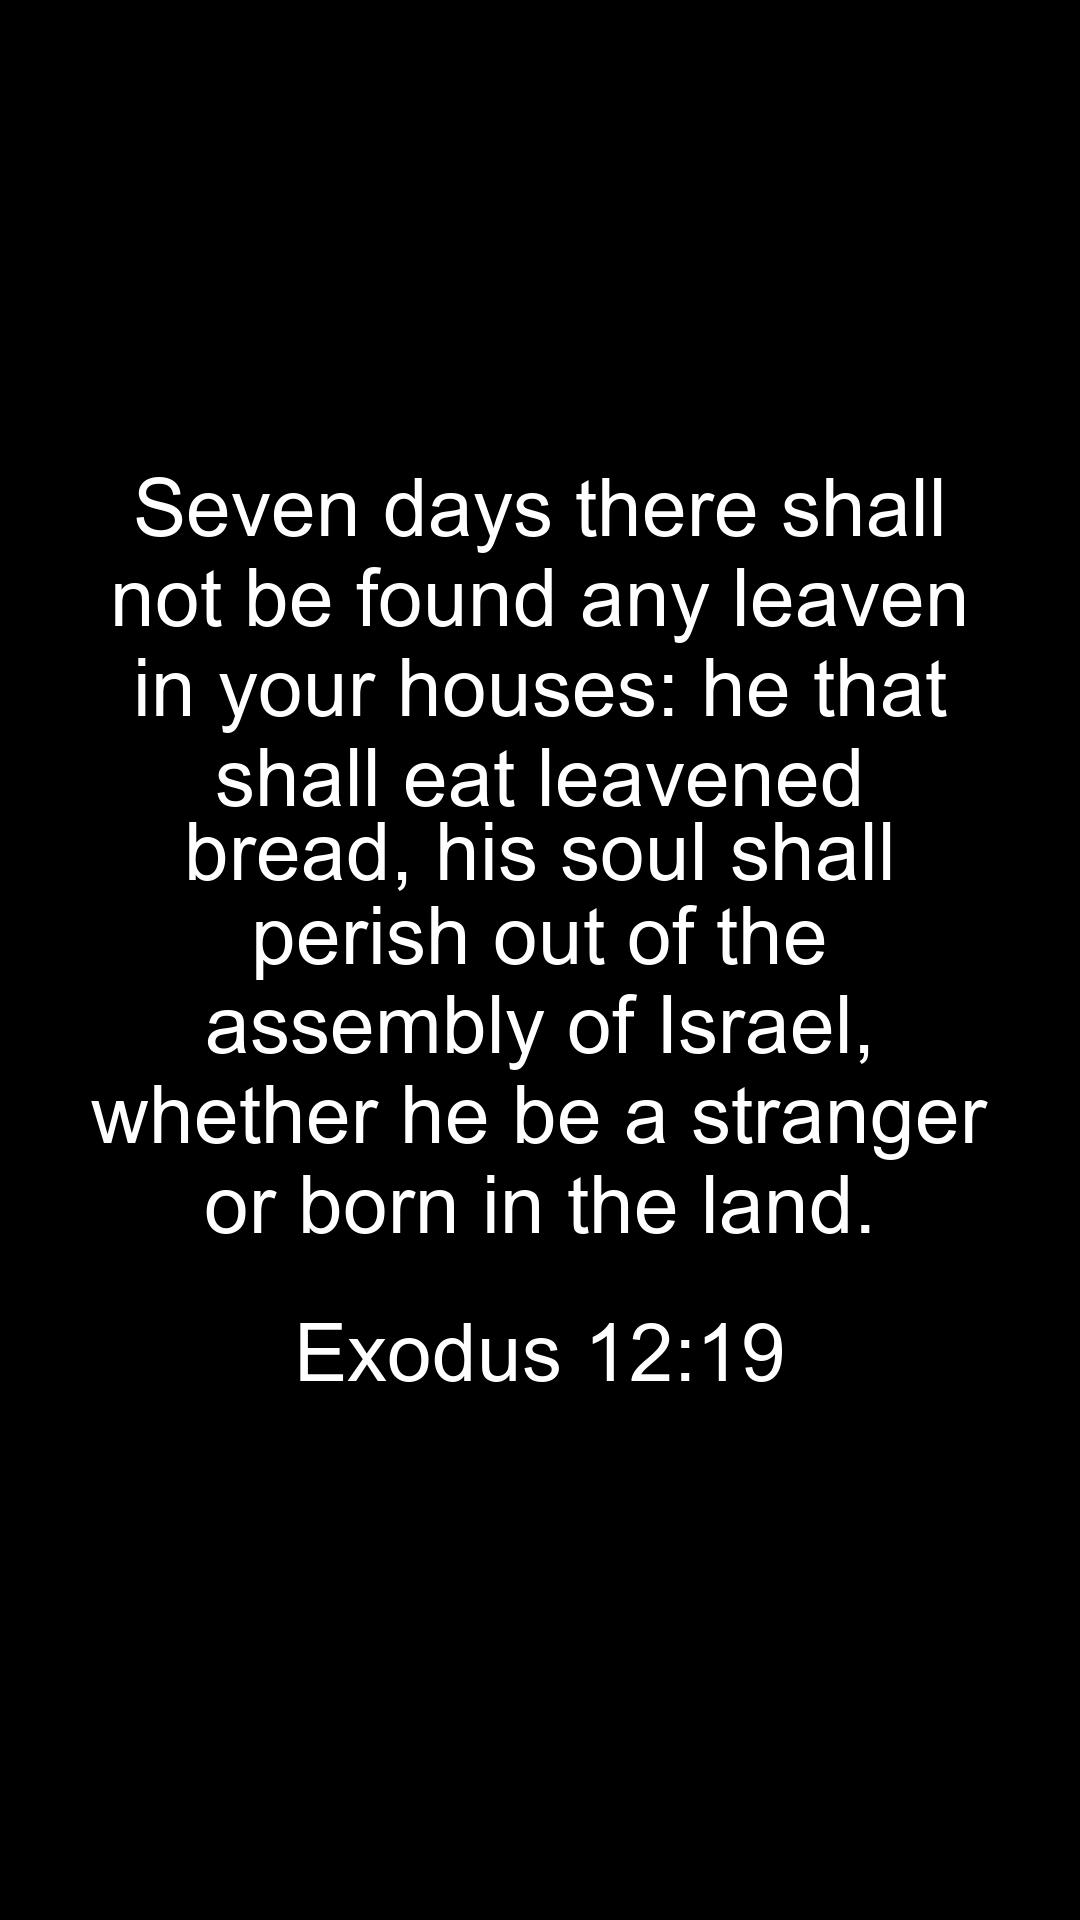 Seven days there shall
not be found any leaven
in your houses: he that
shall eat leavened
bread, his soul shall
perish out of the
assembly of Israel,
whether he be a stranger
or born in the land.
Exodus 12:19